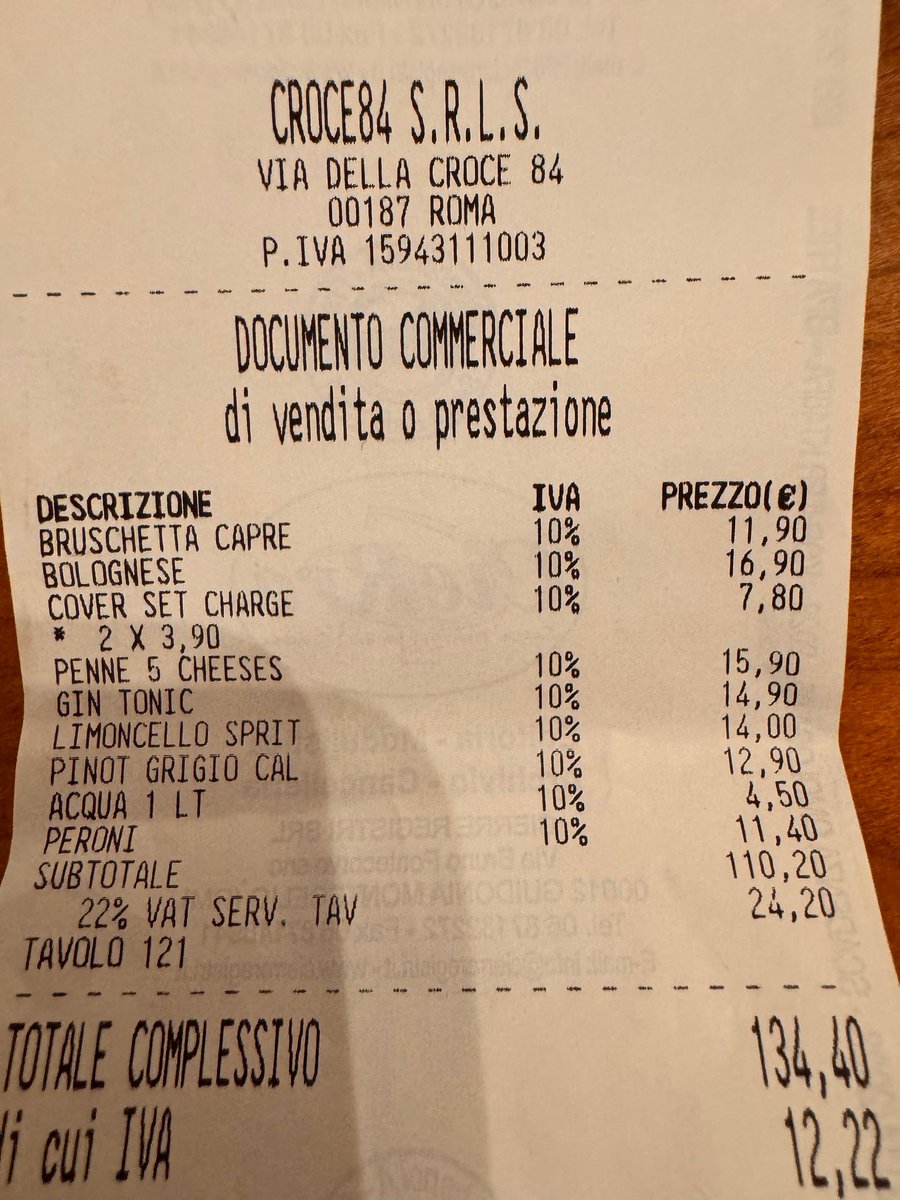 CROCE84 S.R.L.S.
VIA DELLA CROCE 84
00187 ROMA
P.IVA 15943111003
DOCUMENTO COMMERCIALE
di vendita o prestazione
DESCRIZIONE IVA PREZZO(€)
BRUSCHETTA CAPRE 10% 11,90
BOLOGNESE 10% 16,90
COVER SET CHARGE 10% 7,80
* 2 X 3,90
PENNE 5 CHEESES 10% 15,90
GIN TONIC 10% 14,90
LIMONCELLO SPRIT 10% 14,00
PINOT GRIGIO CAL 10% 12,90
ACQUA 1 LT 10% 4,50
PERONI 10% 11,40
SUBTOTALE 110,20
22% VAT SERV. TAV 24,20
TAVOLO 121
TOTALE COMPLESSIVO 134,40
di cui IVA 12,22